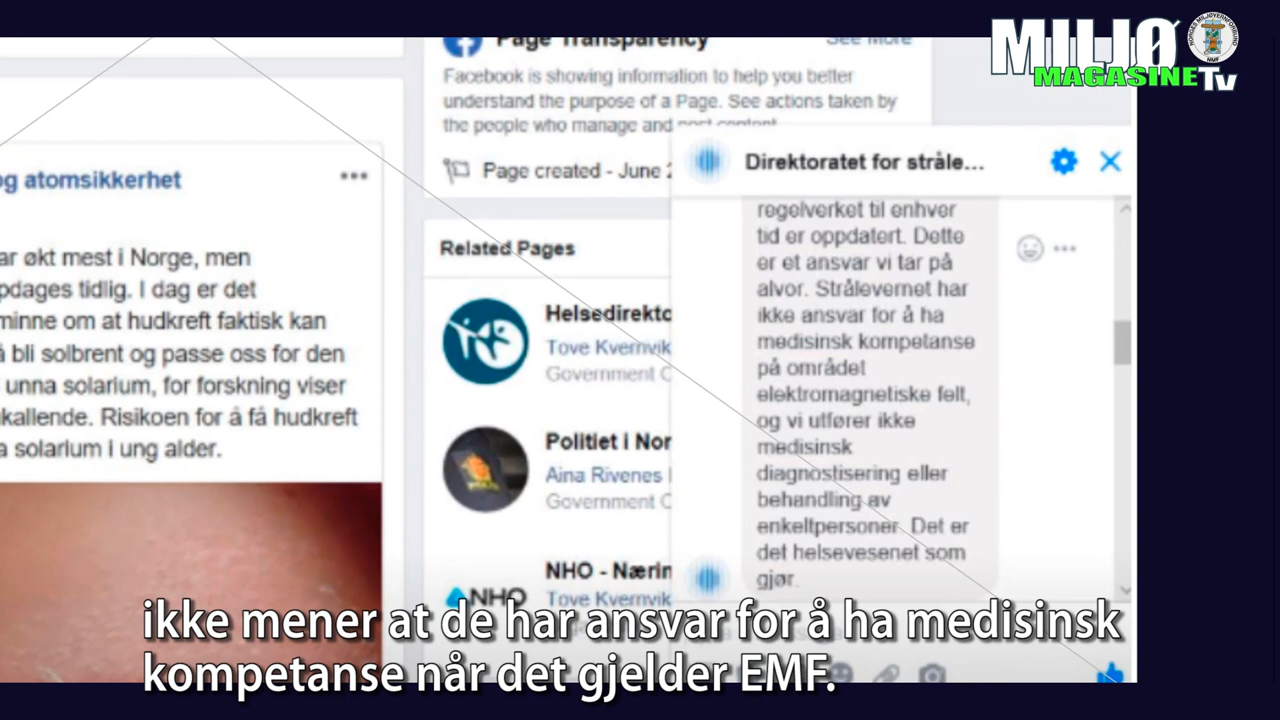 MILJØ
MAGASINE Tv
Page Transparency
See More
Facebook is showing information to help you better
understand the purpose of a Page. See actions taken by
the people who manage and post content.
Page created - June
og atomsikkerhet
ar økt mest i Norge, men
pdages tidlig. I dag er det
minne om at hudkreft faktisk kan
å bli solbrent og passe oss for den
unna solarium, for forskning viser
kallende. Risikoen for å få hudkreft
a solarium i ung alder.
Related Pages
Helsedirekto
Tove Kvernvik
Government C
Politiet i Nor
Aina Rivenes
Government C
NHO - Nærin
NHO
Tove Kvernvik
Direktoratet for stråle...
regelverket til enhver
tid er oppdatert. Dette
er et ansvar vi tar på
alvor. Strålevernet har
ikke ansvar for å ha
medisinsk kompetanse
på området
elektromagnetiske felt,
og vi utfører ikke
medisinsk
diagnostisering eller
behandling av
enkeltpersoner. Det er
det helsevesenet som
gjør.
ikke mener at de har ansvar for å ha medisinsk
kompetanse når det gjelder EMF.